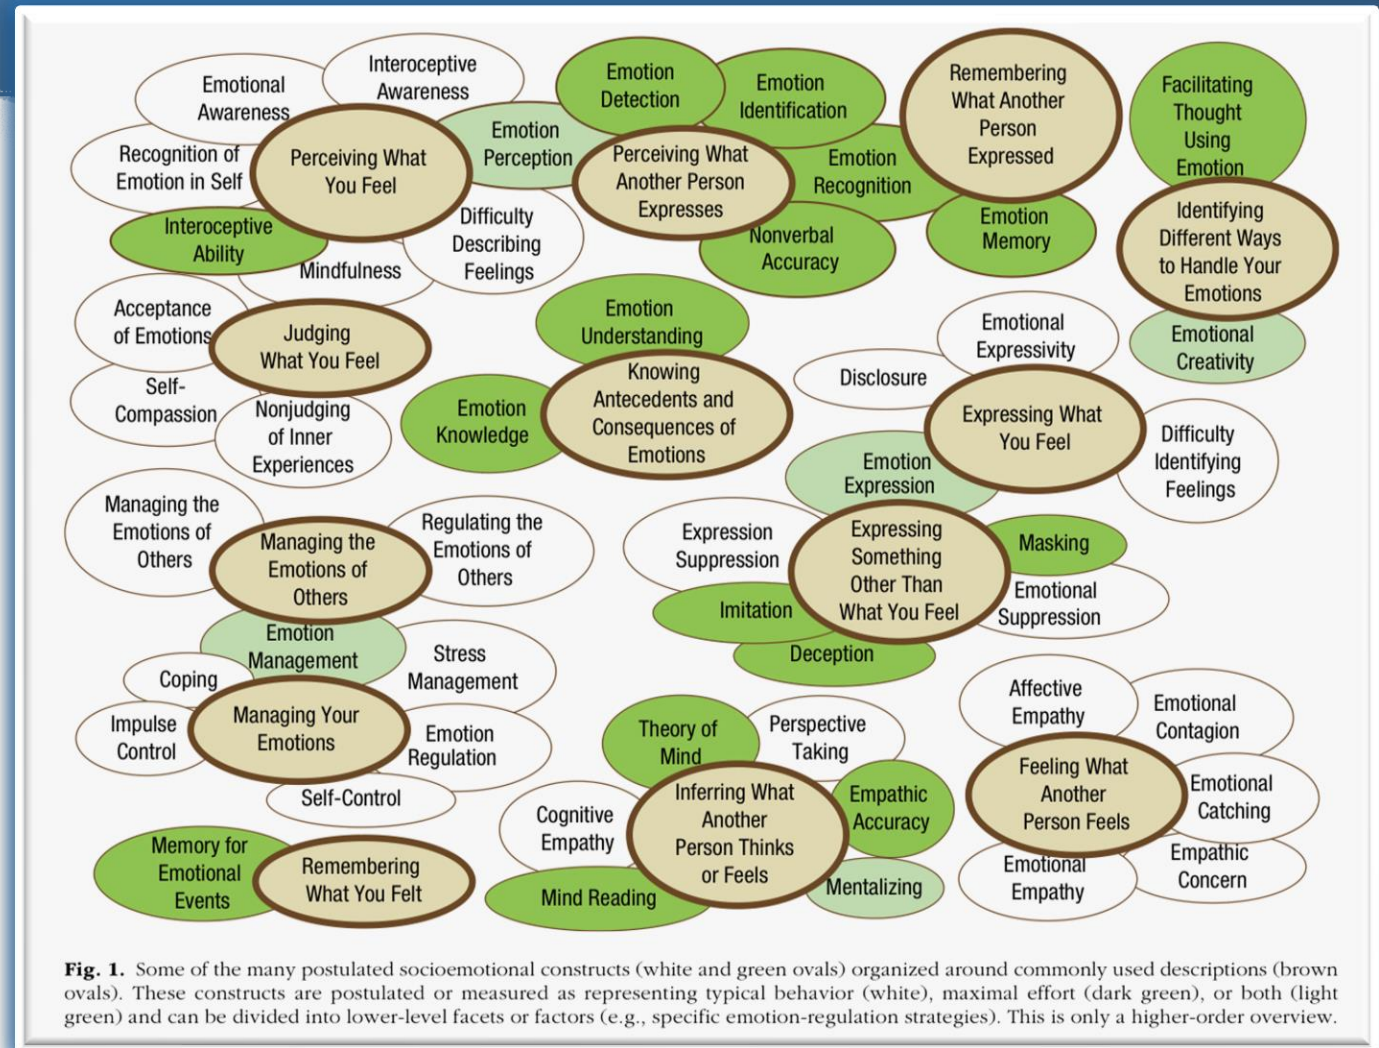 Emotional
Awareness
Interoceptive
Awareness
Recognition of
Emotion in Self
Perceiving What
You Feel
Emotion
Perception
Interoceptive
Ability
Mindfulness
Difficulty
Describing
Feelings
Emotion
Detection
Emotion
Identification
Perceiving What
Another Person
Expresses
Emotion
Recognition
Nonverbal
Accuracy
Remembering
What Another
Person
Expressed
Emotion
Memory
Facilitating
Thought
Using
Emotion
Identifying
Different Ways
to Handle Your
Emotions
Emotional
Creativity
Acceptance
of Emotions
Judging
What You Feel
Self-
Compassion
Nonjudging
of Inner
Experiences
Emotion
Understanding
Emotion
Knowledge
Knowing
Antecedents and
Consequences of
Emotions
Emotional
Expressivity
Disclosure
Expressing What
You Feel
Difficulty
Identifying
Feelings
Emotion
Expression
Managing the
Emotions of
Others
Managing the
Emotions of
Others
Regulating the
Emotions of
Others
Expression
Suppression
Expressing
Something
Other Than
What You Feel
Masking
Emotional
Suppression
Imitation
Deception
Emotion
Management
Coping
Stress
Management
Impulse
Control
Managing Your
Emotions
Emotion
Regulation
Self-Control
Theory of
Mind
Perspective
Taking
Cognitive
Empathy
Inferring What
Another
Person Thinks
or Feels
Empathic
Accuracy
Mind Reading
Mentalizing
Affective
Empathy
Emotional
Contagion
Feeling What
Another
Person Feels
Emotional
Catching
Emotional
Empathy
Empathic
Concern
Memory for
Emotional
Events
Remembering
What You Felt
Fig. 1. Some of the many postulated socioemotional constructs (white and green ovals) organized around commonly used descriptions (brown
ovals). These constructs are postulated or measured as representing typical behavior (white), maximal effort (dark green), or both (light
green) and can be divided into lower-level facets or factors (e.g., specific emotion-regulation strategies). This is only a higher-order overview.